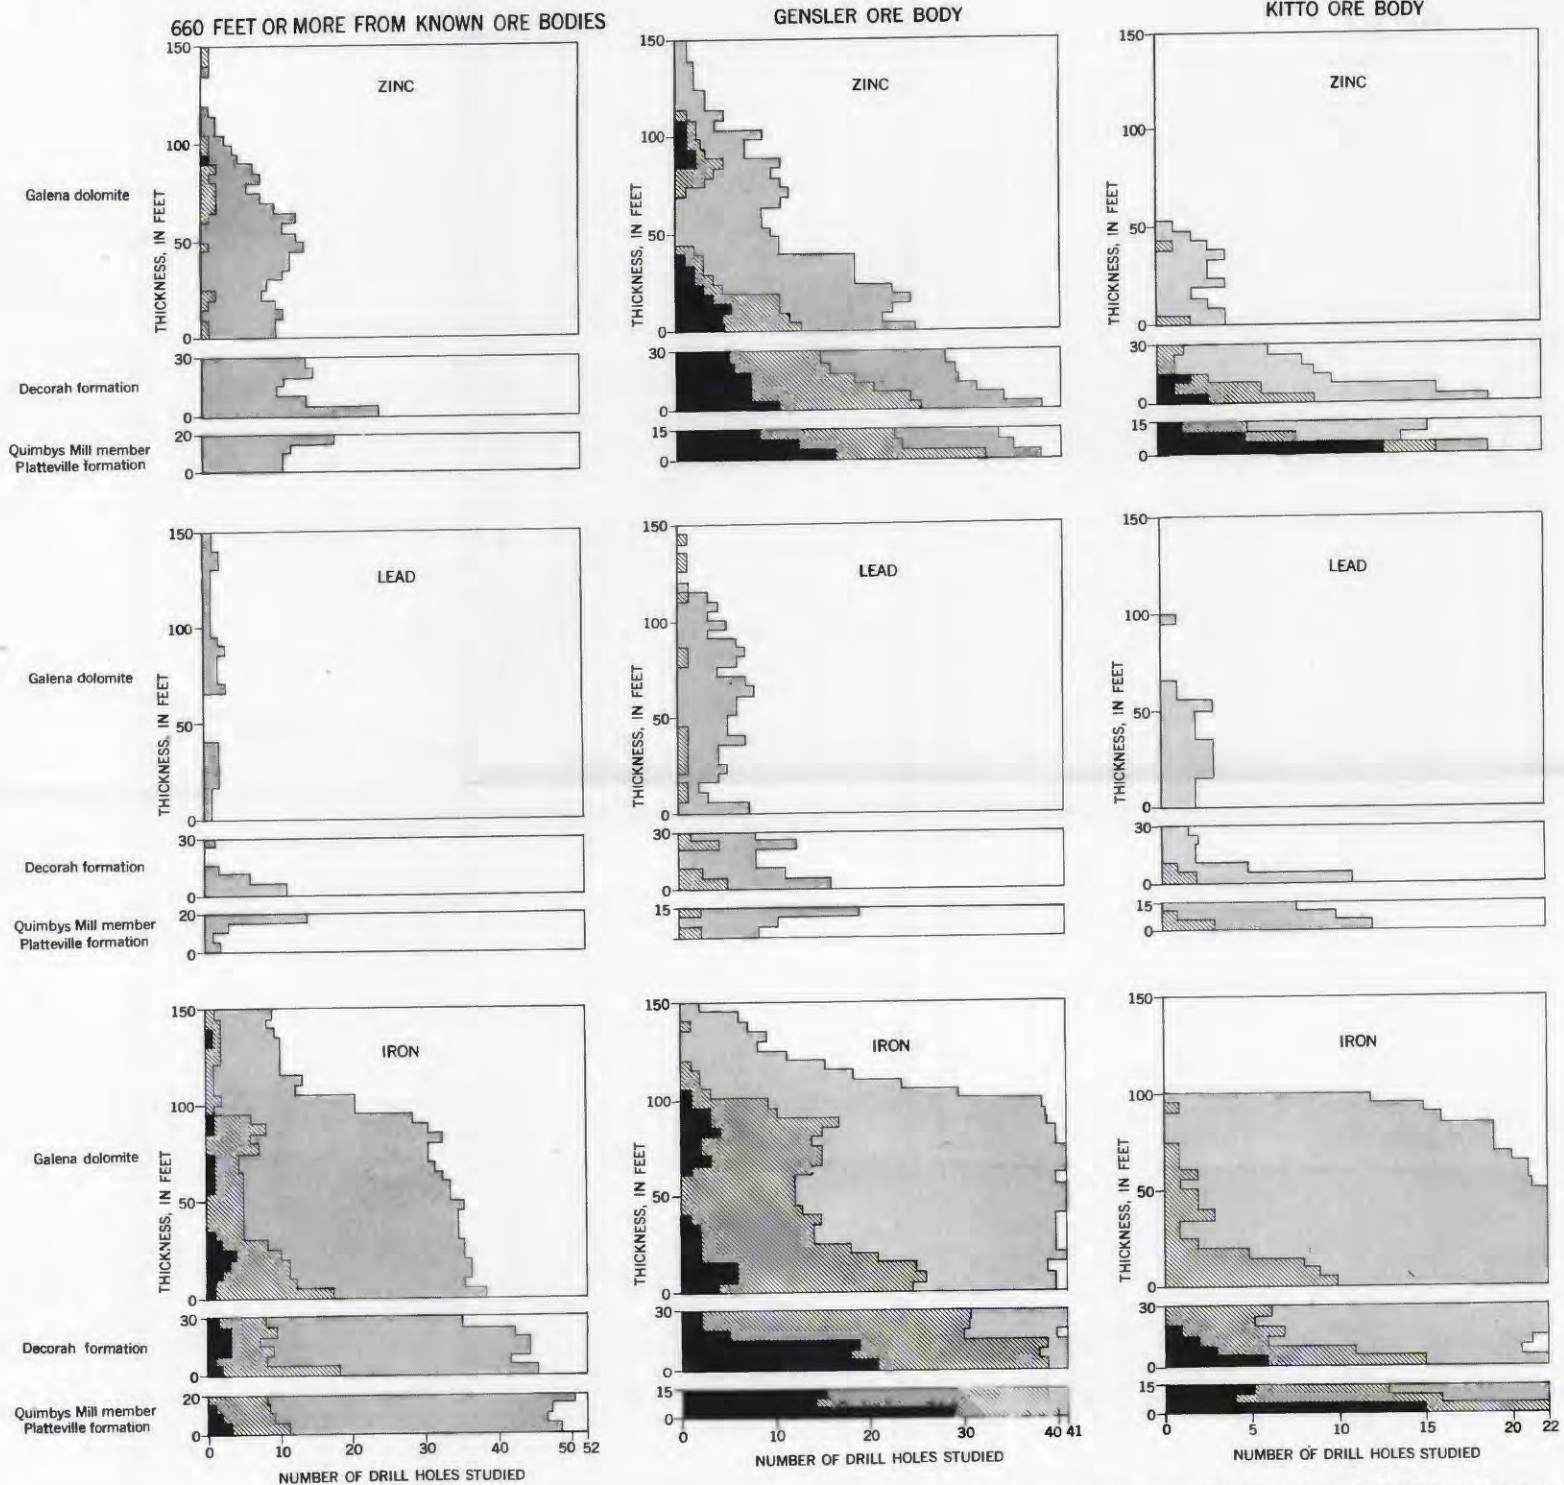 660 FEET OR MORE FROM KNOWN ORE BODIES
GENSLER ORE BODY
KITTO ORE BODY
150
ZINC
100
50
0
THICKNESS, IN FEET
Galena dolomite
30
0
Decorah formation
20
0
Quimbys Mill member
Platteville formation
150
ZINC
100
50
0
THICKNESS, IN FEET
30
0
15
0
150
ZINC
100
50
0
THICKNESS, IN FEET
30
0
15
0
150
LEAD
100
50
0
THICKNESS, IN FEET
Galena dolomite
30
0
Decorah formation
20
0
Quimbys Mill member
Platteville formation
150
LEAD
100
50
0
THICKNESS, IN FEET
30
0
15
150
LEAD
100
50
0
THICKNESS, IN FEET
30
0
15
0
150
IRON
100
50
0
THICKNESS, IN FEET
Galena dolomite
30
0
Decorah formation
20
0
Quimbys Mill member
Platteville formation
0 10 20 30 40 50 52
NUMBER OF DRILL HOLES STUDIED
150
IRON
100
50
0
THICKNESS, IN FEET
30
0
15
0
0 10 20 30 40 41
NUMBER OF DRILL HOLES STUDIED
150
IRON
100
50
0
THICKNESS, IN FEET
30
0
15
0
0 5 10 15 20 22
NUMBER OF DRILL HOLES STUDIED